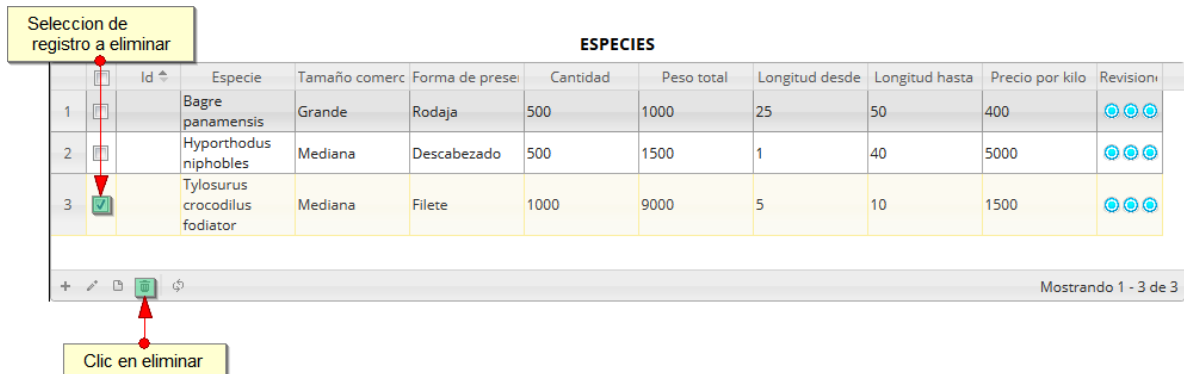 Seleccion de
registro a eliminar
ESPECIES
Id Especie Tamaño comerc Forma de presei Cantidad Peso total Longitud desde Longitud hasta Precio por kilo Revision
1 Bagre panamensis Grande Rodaja 500 1000 25 50 400
2 Hyporthodus niphobles Mediana Descabezado 500 1500 1 40 5000
3 Tylosurus crocodilus fodiator Mediana Filete 1000 9000 5 10 1500
Mostrando 1 - 3 de 3
Clic en eliminar